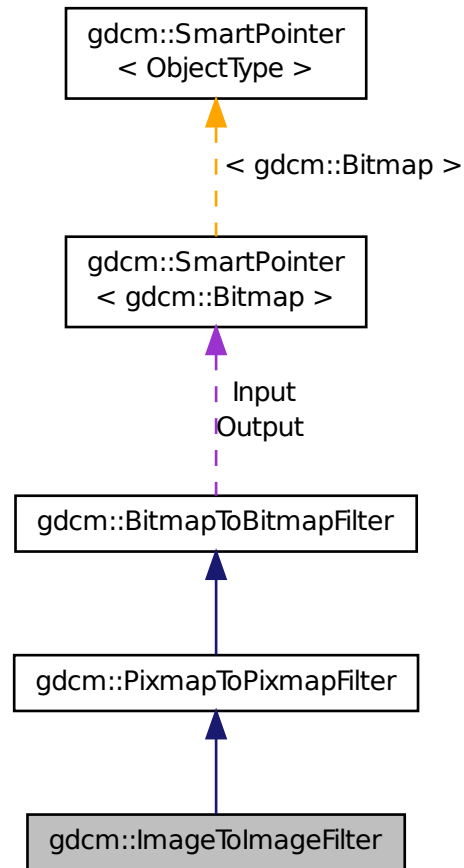 gdcm::SmartPointer
< ObjectType >
< gdcm::Bitmap >
gdcm::SmartPointer
< gdcm::Bitmap >
Input
Output
gdcm::BitmapToBitmapFilter
gdcm::PixmapToPixmapFilter
gdcm::ImageToImageFilter